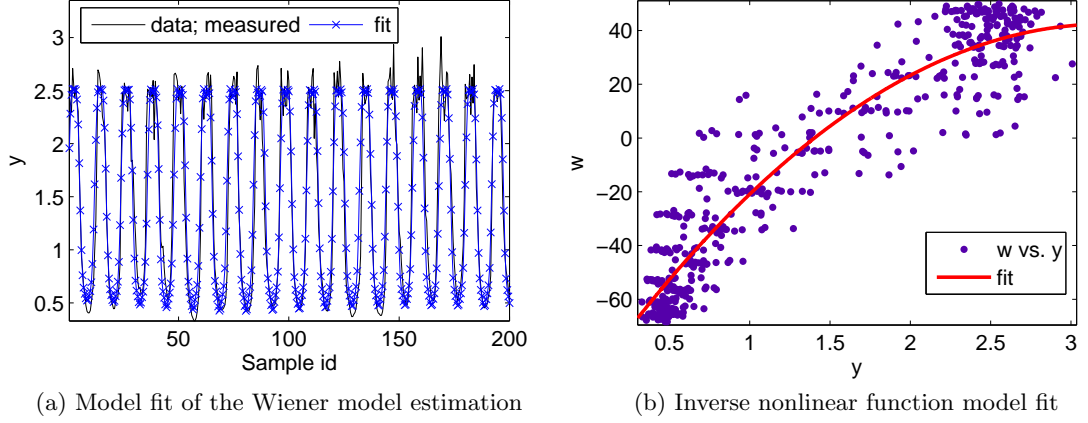 data; measured
fit
3
2.5
2
1.5
1
0.5
y
50
100
150
200
Sample id
(a) Model fit of the Wiener model estimation
40
20
0
−20
−40
−60
w
w vs. y
fit
0.5
1
1.5
2
2.5
3
y
(b) Inverse nonlinear function model fit